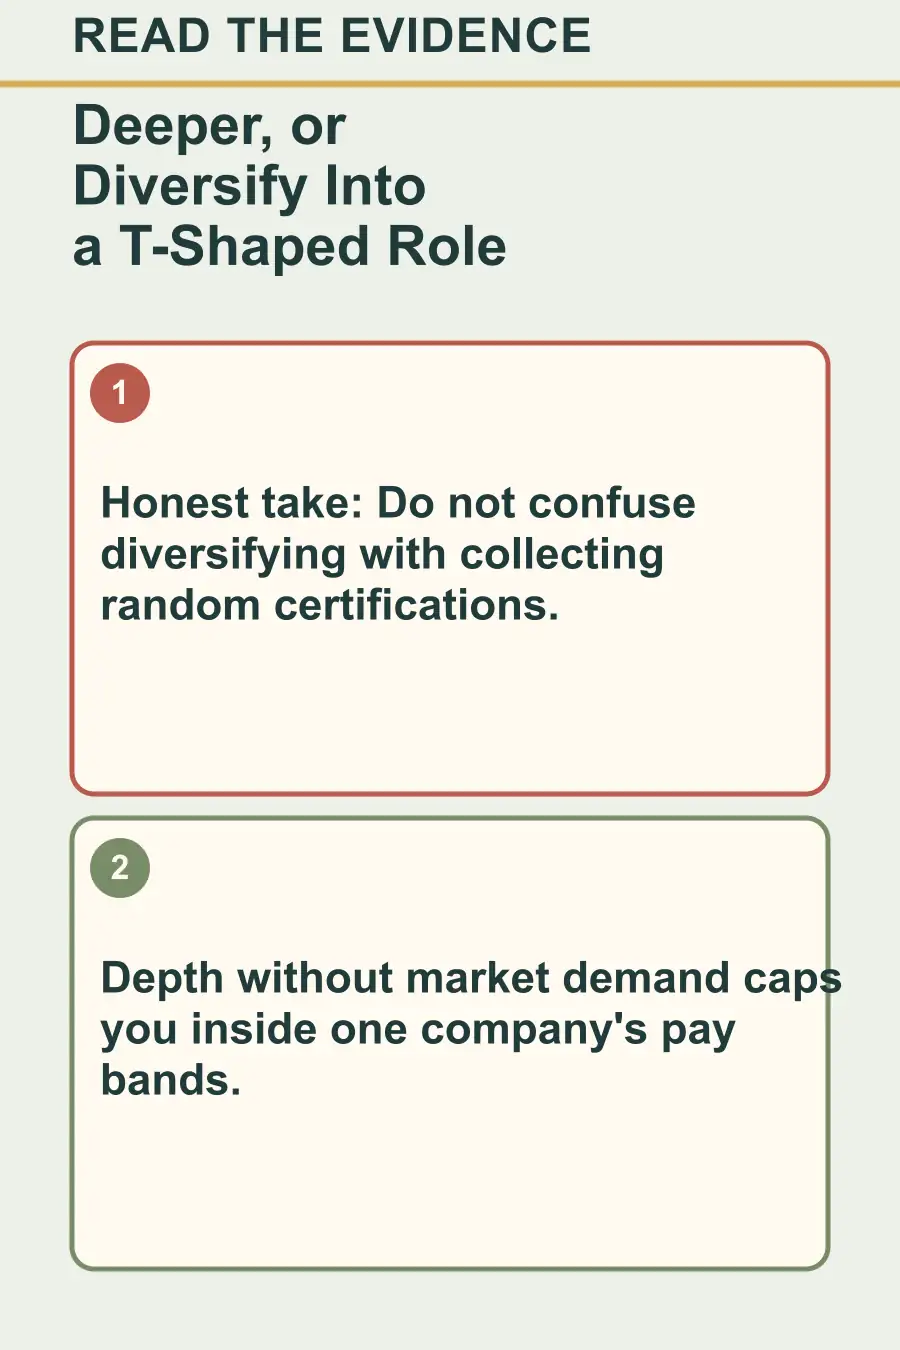 READ THE EVIDENCE
Deeper, or
Diversify Into
a T-Shaped Role
1
Honest take: Do not confuse
diversifying with collecting
random certifications.
2
Depth without market demand caps
you inside one company's pay
bands.